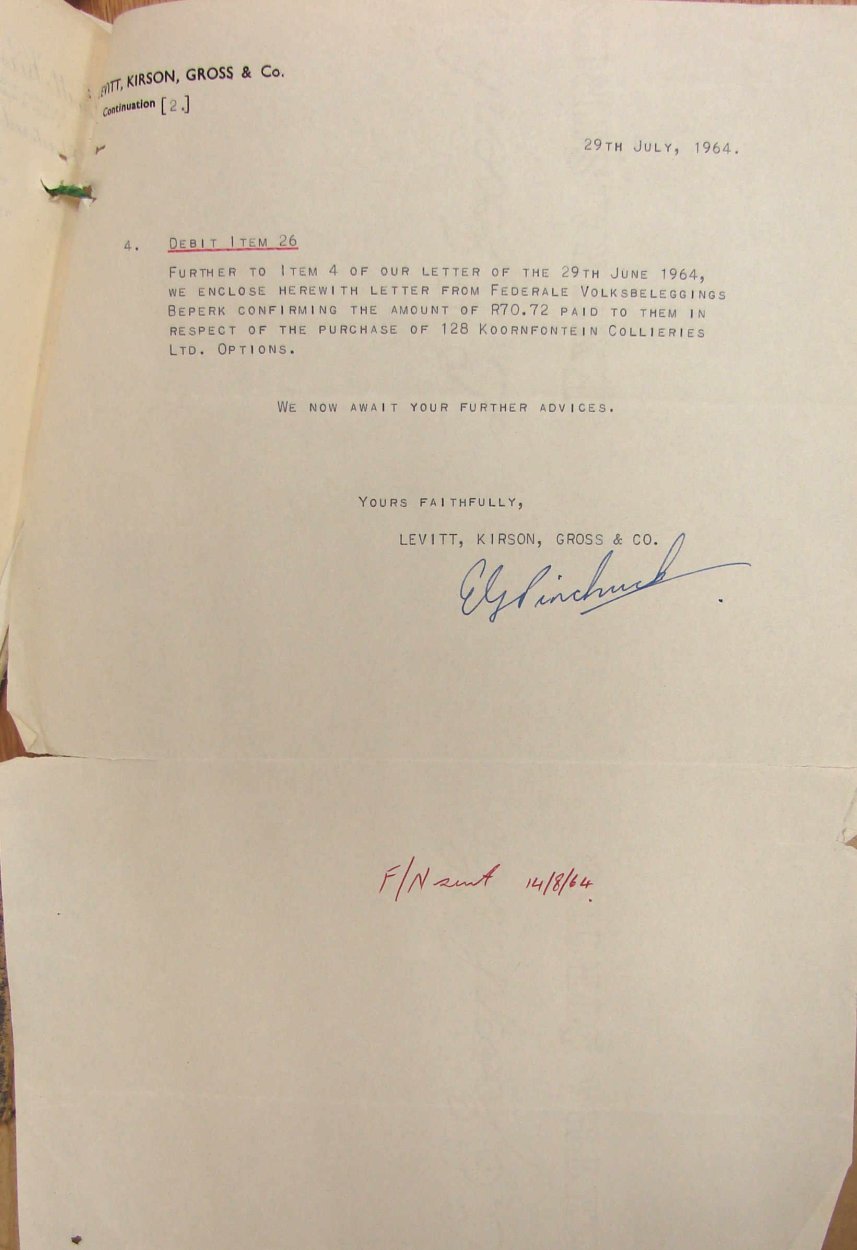 LEVITT, KIRSON, GROSS & Co.
Continuation [2.]
29TH JULY, 1964.
4. DEBIT ITEM 26
FURTHER TO ITEM 4 OF OUR LETTER OF THE 29TH JUNE 1964,
WE ENCLOSE HEREWITH LETTER FROM FEDERALE VOLKSBELEGGINGS
BEPERK CONFIRMING THE AMOUNT OF R70.72 PAID TO THEM IN
RESPECT OF THE PURCHASE OF 128 KOORNFONTEIN COLLIERIES
LTD. OPTIONS.
WE NOW AWAIT YOUR FURTHER ADVICES.
YOURS FAITHFULLY,
LEVITT, KIRSON, GROSS & CO.
F/N sent 14/8/64.